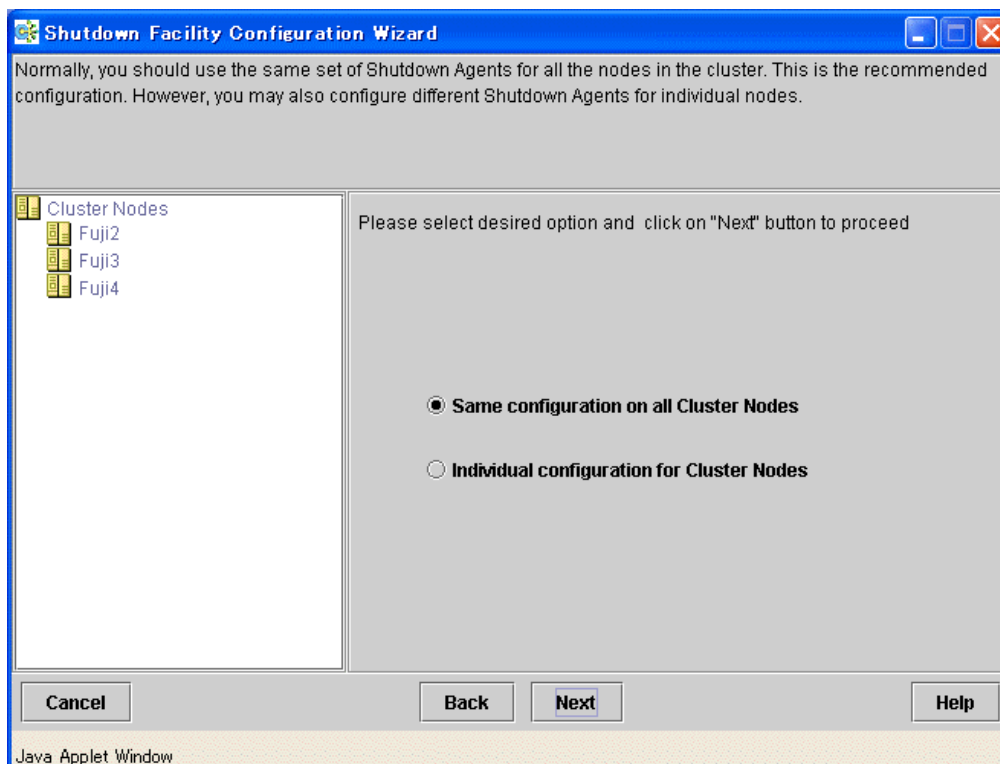 Shutdown Facility Configuration Wizard
Normally, you should use the same set of Shutdown Agents for all the nodes in the cluster. This is the recommended
configuration. However, you may also configure different Shutdown Agents for individual nodes.
Cluster Nodes
Fuji2
Fuji3
Fuji4
Please select desired option and click on "Next" button to proceed
Same configuration on all Cluster Nodes
Individual configuration for Cluster Nodes
Cancel
Back
Next
Help
Java Applet Window